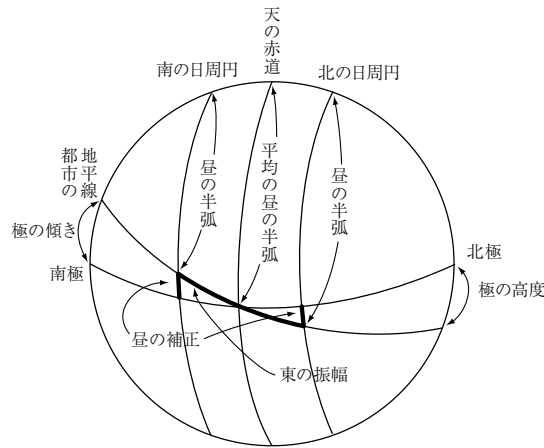 天の赤道
南の日周円
北の日周円
地平線
都市の
極の傾き
南極
昼の半弧
平均の昼の半弧
昼の半弧
北極
極の高度
昼の補正
東の振幅